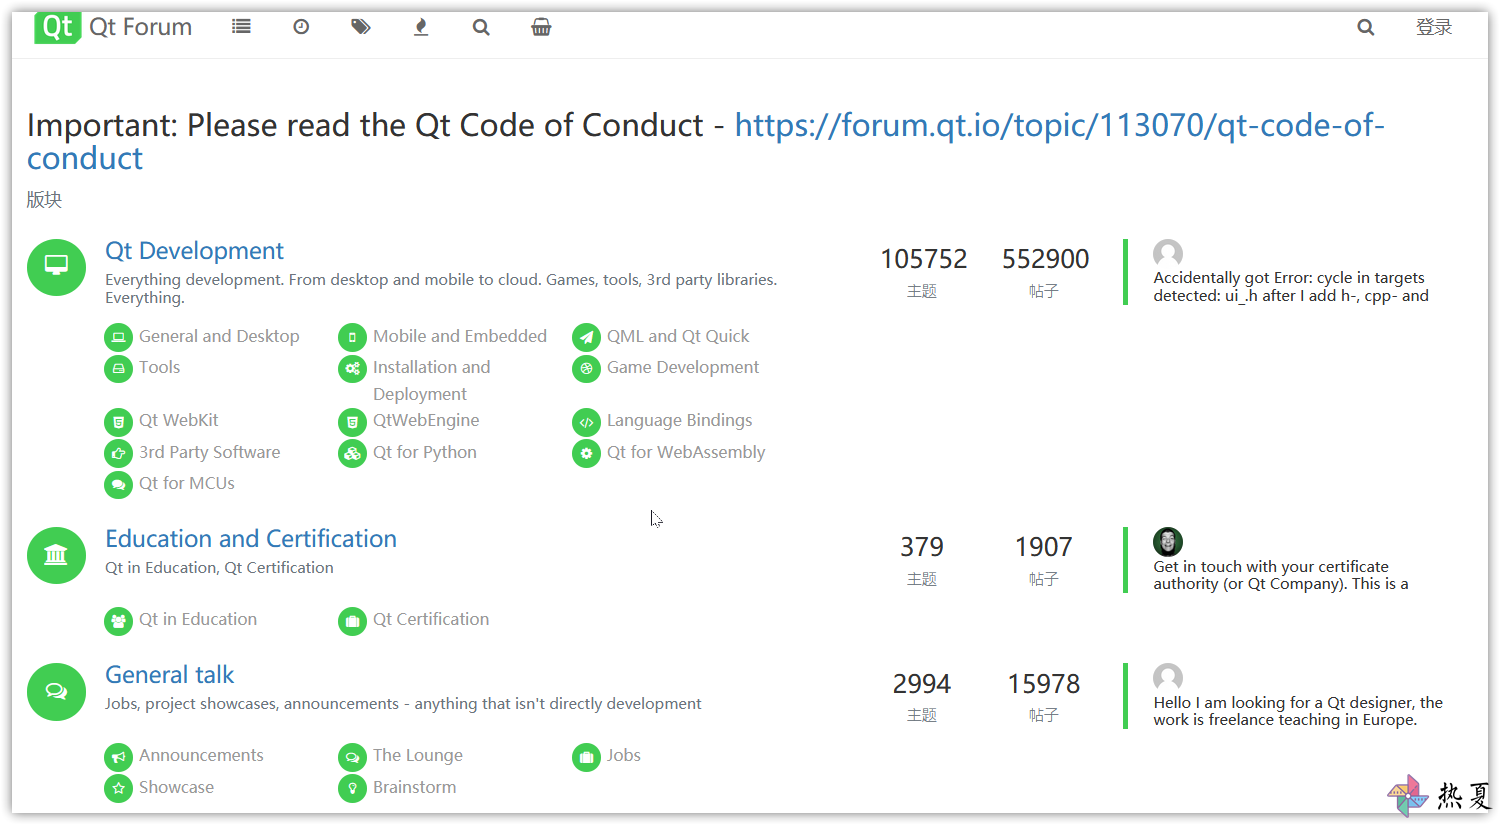 Qt Qt Forum
登录
Important: Please read the Qt Code of Conduct - https://forum.qt.io/topic/113070/qt-code-of-
conduct
版块
Qt Development
Everything development. From desktop and mobile to cloud. Games, tools, 3rd party libraries.
Everything.
105752
主题
552900
帖子
Accidentally got Error: cycle in targets
detected: ui_.h after I add h-, cpp- and
General and Desktop
Mobile and Embedded
QML and Qt Quick
Tools
Installation and
Deployment
Game Development
Qt WebKit
QtWebEngine
Language Bindings
3rd Party Software
Qt for Python
Qt for WebAssembly
Qt for MCUs
Education and Certification
Qt in Education, Qt Certification
379
主题
1907
帖子
Get in touch with your certificate
authority (or Qt Company). This is a
Qt in Education
Qt Certification
General talk
Jobs, project showcases, announcements - anything that isn't directly development
2994
主题
15978
帖子
Hello I am looking for a Qt designer, the
work is freelance teaching in Europe.
Announcements
The Lounge
Jobs
Showcase
Brainstorm
热夏